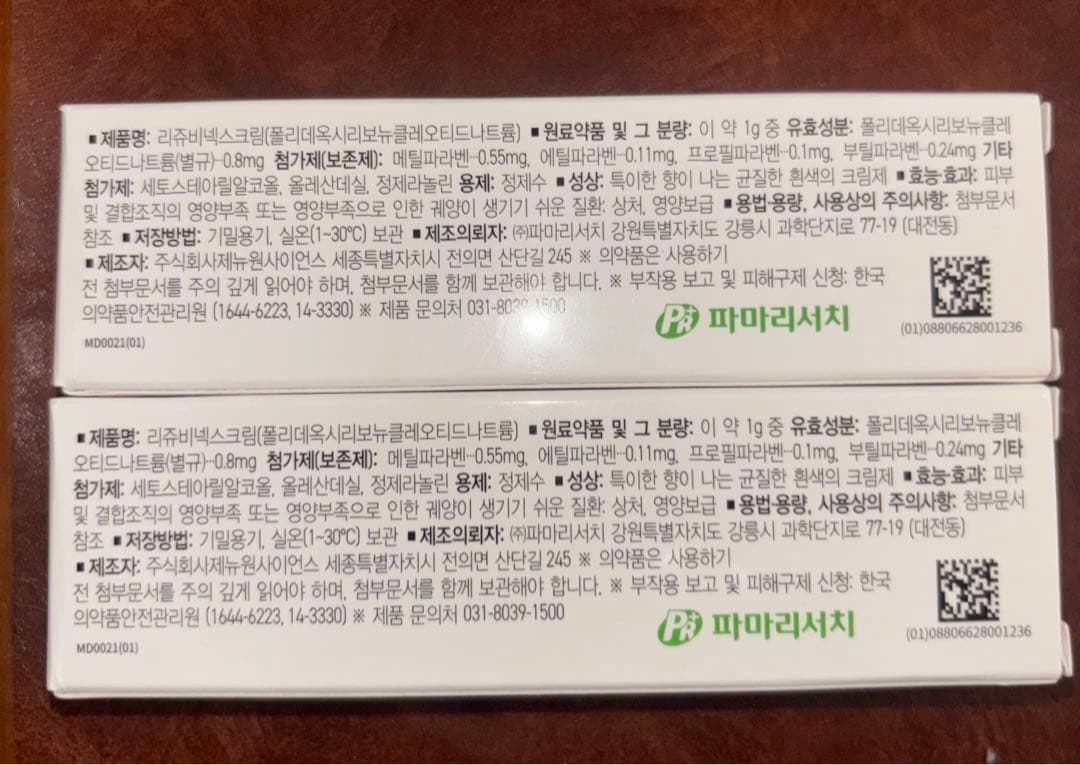 ▪제품명: 리쥬비넥스크림(폴리데옥시리보뉴클레오티드나트륨) ▪원료약품 및 그 분량: 이 약 1g 중 유효성분: 폴리데옥시리보뉴클레
오티드나트륨(별규)···0.8mg 첨가제(보존제): 메틸파라벤···0.55mg, 에틸파라벤···0.11mg, 프로필파라벤···0.1mg, 부틸파라벤···0.24mg 기타
첨가제: 세토스테아릴알코올, 올레산데실, 정제라놀린 용제: 정제수 ▪성상: 특이한 향이 나는 균질한 흰색의 크림제 ▪효능·효과: 피부
및 결합조직의 영양부족 또는 영양부족으로 인한 궤양이 생기기 쉬운 질환: 상처, 영양보급 ▪용법·용량, 사용상의 주의사항: 첨부문서
참조 ▪저장방법: 기밀용기, 실온(1~30℃) 보관 ▪제조의뢰자: ㈜파마리서치 강원특별자치도 강릉시 과학단지로 77-19 (대전동)
▪제조자: 주식회사제뉴원사이언스 세종특별자치시 전의면 산단길 245 ※ 의약품은 사용하기
전 첨부문서를 주의 깊게 읽어야 하며, 첨부문서를 함께 보관해야 합니다. ※ 부작용 보고 및 피해구제 신청: 한국
의약품안전관리원 (1644-6223, 14-3330) ※ 제품 문의처 031-8039-1500
PR 파마리서치
(01)08806628001236
MD0021(01)
▪제품명: 리쥬비넥스크림(폴리데옥시리보뉴클레오티드나트륨) ▪원료약품 및 그 분량: 이 약 1g 중 유효성분: 폴리데옥시리보뉴클레
오티드나트륨(별규)···0.8mg 첨가제(보존제): 메틸파라벤···0.55mg, 에틸파라벤···0.11mg, 프로필파라벤···0.1mg, 부틸파라벤···0.24mg 기타
첨가제: 세토스테아릴알코올, 올레산데실, 정제라놀린 용제: 정제수 ▪성상: 특이한 향이 나는 균질한 흰색의 크림제 ▪효능·효과: 피부
및 결합조직의 영양부족 또는 영양부족으로 인한 궤양이 생기기 쉬운 질환: 상처, 영양보급 ▪용법·용량, 사용상의 주의사항: 첨부문서
참조 ▪저장방법: 기밀용기, 실온(1~30℃) 보관 ▪제조의뢰자: ㈜파마리서치 강원특별자치도 강릉시 과학단지로 77-19 (대전동)
▪제조자: 주식회사제뉴원사이언스 세종특별자치시 전의면 산단길 245 ※ 의약품은 사용하기
전 첨부문서를 주의 깊게 읽어야 하며, 첨부문서를 함께 보관해야 합니다. ※ 부작용 보고 및 피해구제 신청: 한국
의약품안전관리원 (1644-6223, 14-3330) ※ 제품 문의처 031-8039-1500
PR 파마리서치
(01)08806628001236
MD0021(01)